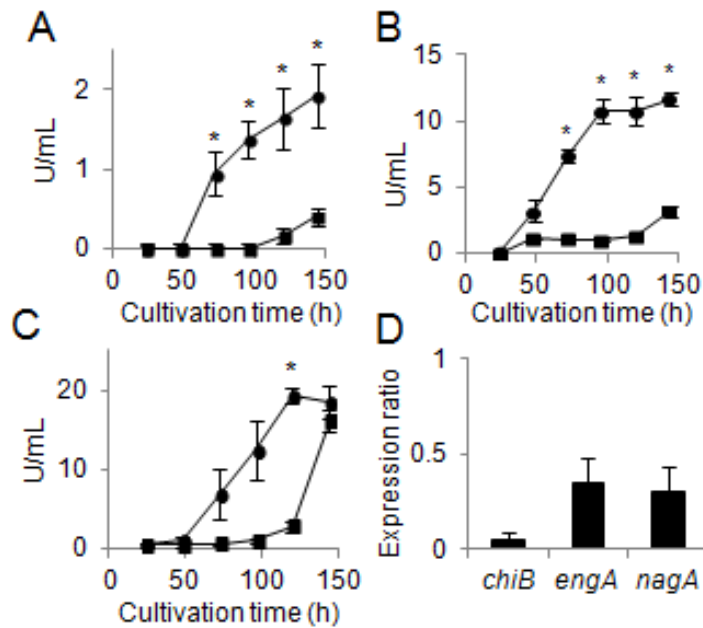 A
* * * *
2
1
0
U/mL
0 50 100 150
Cultivation time (h)
B
* * * *
15
10
5
0
U/mL
0 50 100 150
Cultivation time (h)
C
*
20
10
0
U/mL
0 50 100 150
Cultivation time (h)
D
1
0.5
0
Expression ratio
chiB engA nagA